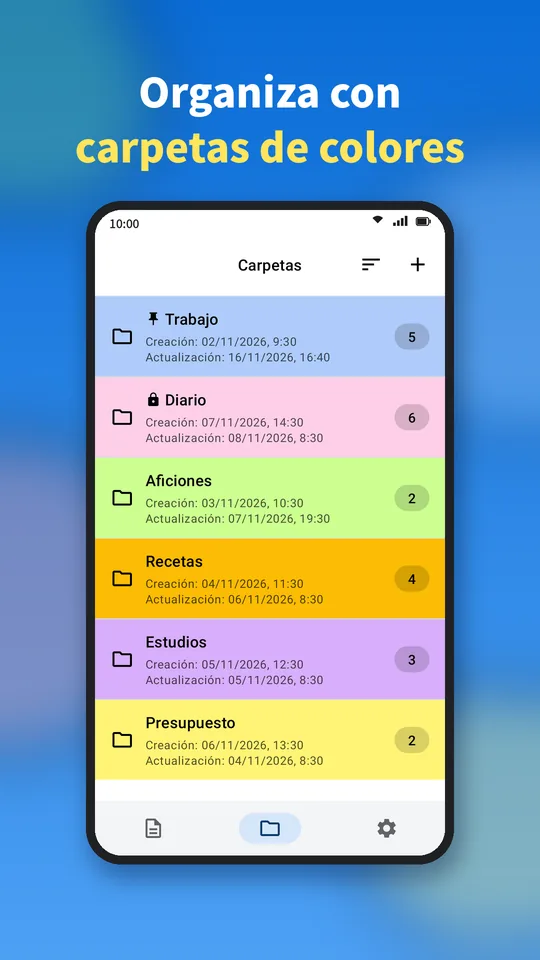 Organiza con
carpetas de colores
10:00
Carpetas
Trabajo
Creación: 02/11/2026, 9:30
Actualización: 16/11/2026, 16:40
5
Diario
Creación: 07/11/2026, 14:30
Actualización: 08/11/2026, 8:30
6
Aficiones
Creación: 03/11/2026, 10:30
Actualización: 07/11/2026, 19:30
2
Recetas
Creación: 04/11/2026, 11:30
Actualización: 06/11/2026, 8:30
4
Estudios
Creación: 05/11/2026, 12:30
Actualización: 05/11/2026, 8:30
3
Presupuesto
Creación: 06/11/2026, 13:30
Actualización: 04/11/2026, 8:30
2